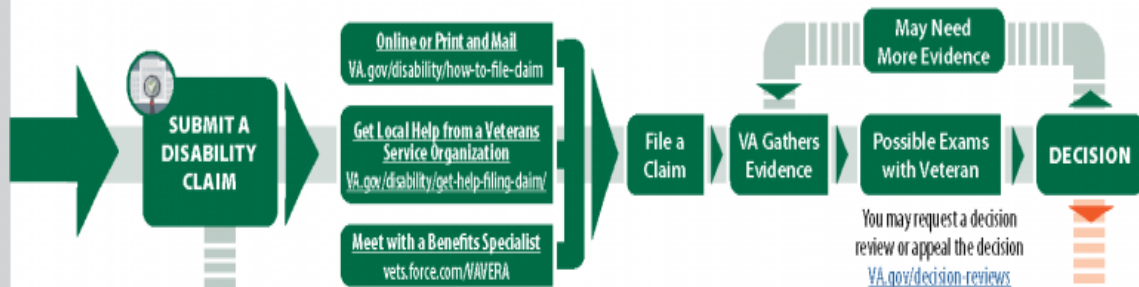 SUBMIT A
DISABILITY
CLAIM
Online or Print and Mail
VA.gov/disability/how-to-file-claim
Get Local Help from a Veterans
Service Organization
VA.gov/disability/get-help-filing-claim/
Meet with a Benefits Specialist
vets.force.com/VAVERA
File a
Claim
VA Gathers
Evidence
Possible Exams
with Veteran
May Need
More Evidence
DECISION
You may request a decision
review or appeal the decision
VA.gov/decision-reviews